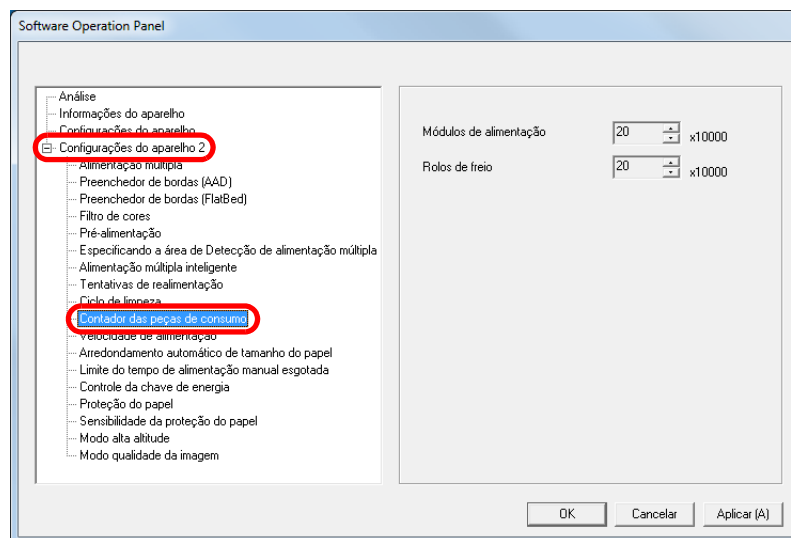 Software Operation Panel
Análise
Informações do aparelho
Configurações do aparelho
Configurações do aparelho 2
Alimentação múltipla
Preenchedor de bordas (AAD)
Preenchedor de bordas (FlatBed)
Filtro de cores
Pré-alimentação
Especificando a área de Detecção de alimentação múltipla
Alimentação múltipla inteligente
Tentativas de realimentação
Ciclo de limpeza
Contador das peças de consumo
Velocidade de alimentação
Arredondamento automático de tamanho do papel
Limite do tempo de alimentação manual esgotada
Controle da chave de energia
Proteção do papel
Sensibilidade da proteção do papel
Modo alta altitude
Modo qualidade da imagem
Módulos de alimentação 20 x10000
Rolos de freio 20 x10000
OK Cancelar Aplicar (A)